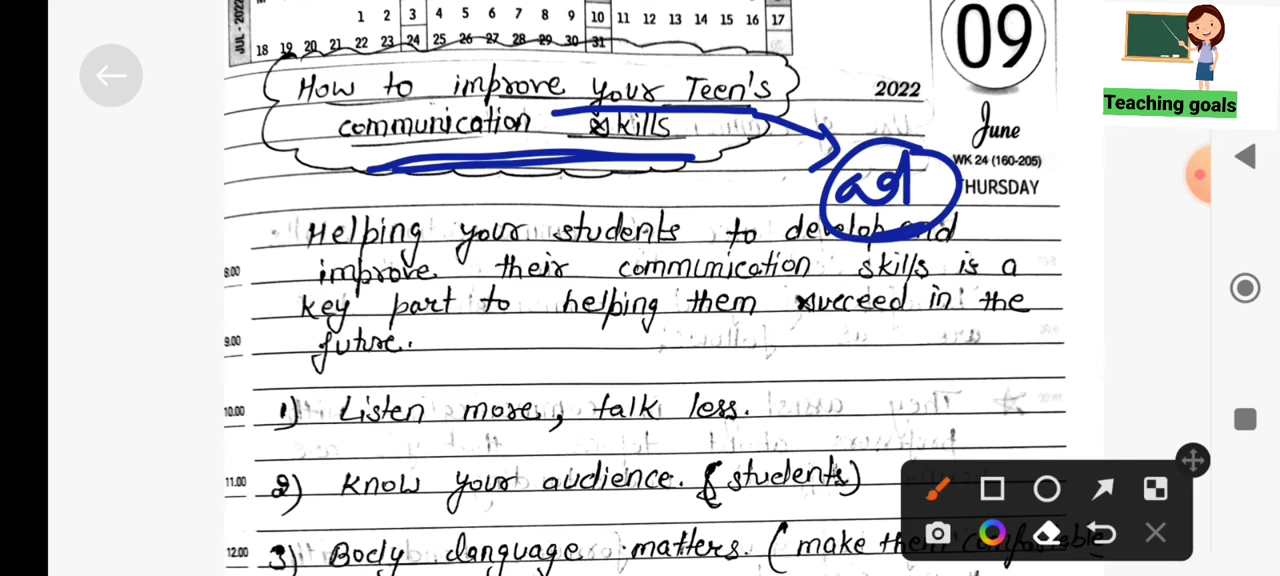 JUL - 2022
1 2 3 4 5 6 7 8 9 10 11 12 13 14 15 16 17
18 19 20 21 22 23 24 25 26 27 28 29 30 31
09
How to improve your Teen's
2022
Teaching goals
communication skills
June
WK 24 (160-205)
HURSDAY
Helping your students to develop and
8.00 improve their communication skills is a
key part to helping them succeed in the
9.00 future.
10.00 1) Listen more, talk less.
11.00 2) Know your audience. (students)
12.00 3) Body language matters. (make them comfortable